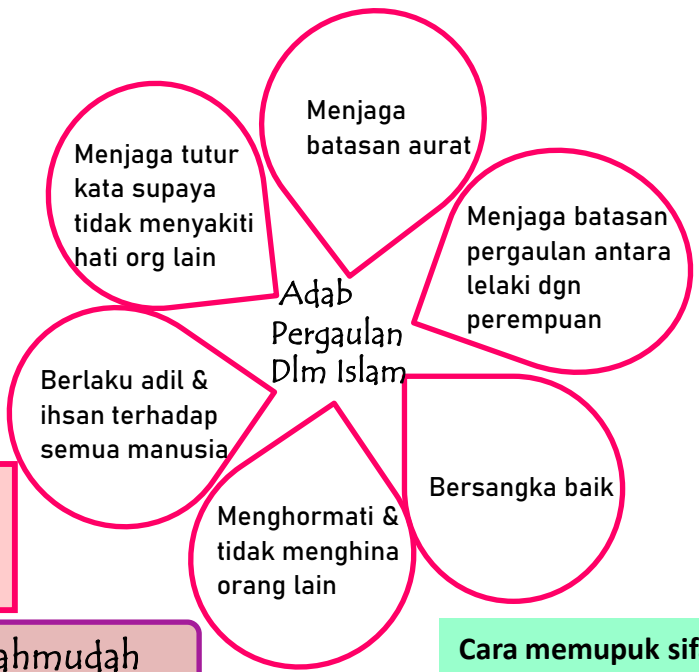 Adab
Pergaulan
Dlm Islam
Menjaga
batasan aurat
Menjaga batasan
pergaulan antara
lelaki dgn
perempuan
Bersangka baik
Menghormati &
tidak menghina
orang lain
Berlaku adil &
ihsan terhadap
semua manusia
Menjaga tutur
kata supaya
tidak menyakiti
hati org lain
ahmudah
Cara memupuk sif